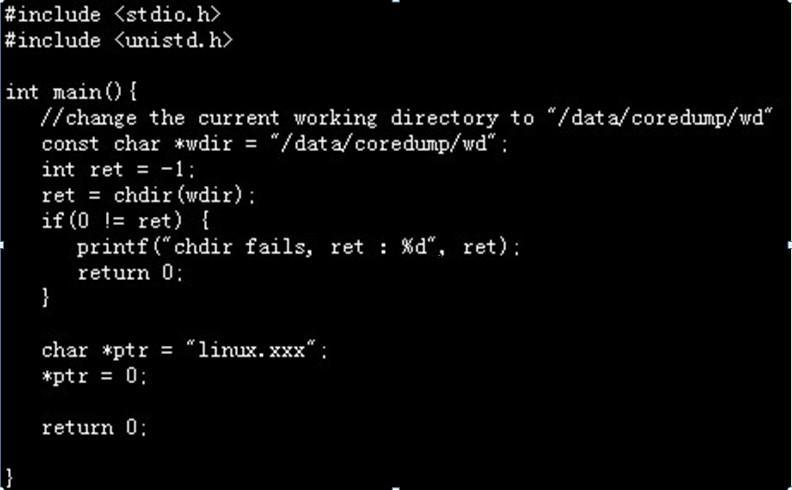 #include <stdio.h>
#include <unistd.h>
int main(){
//change the current working directory to "/data/coredump/wd"
const char *wdir = "/data/coredump/wd";
int ret = -1;
ret = chdir(wdir);
if(0 != ret) {
printf("chdir fails, ret : %d", ret);
return 0;
}
char *ptr = "linux.xxx";
*ptr = 0;
return 0;
}